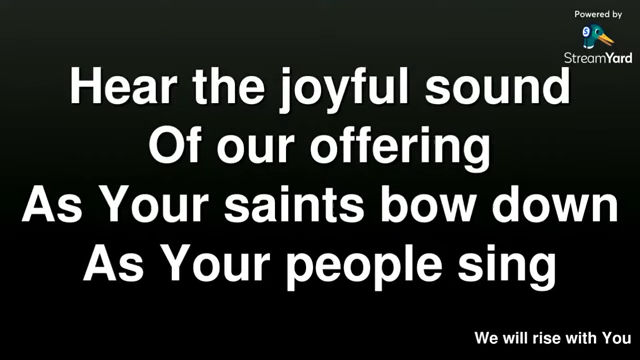 Powered by
StreamYard
Hear the joyful sound
Of our offering
As Your saints bow down
As Your people sing
We will rise with You